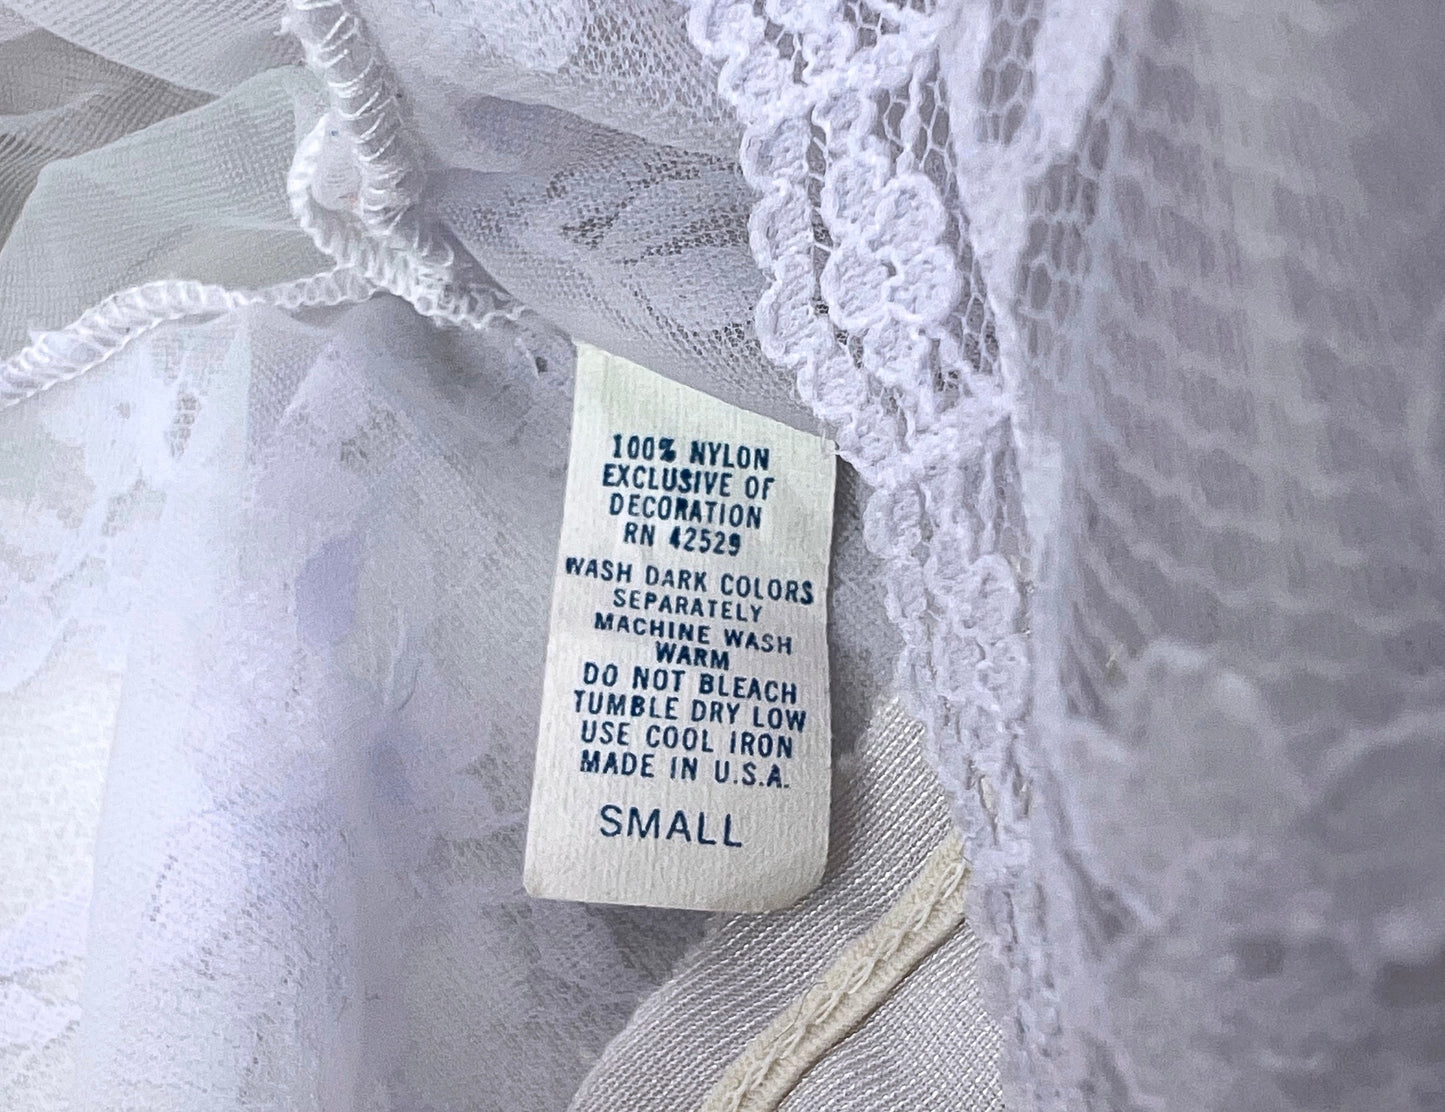 100% NYLON
EXCLUSIVE OF
DECORATION
RN 42529
WASH DARK COLORS
SEPARATELY
MACHINE WASH
WARM
DO NOT BLEACH
TUMBLE DRY LOW
USE COOL IRON
MADE IN U.S.A.
SMALL